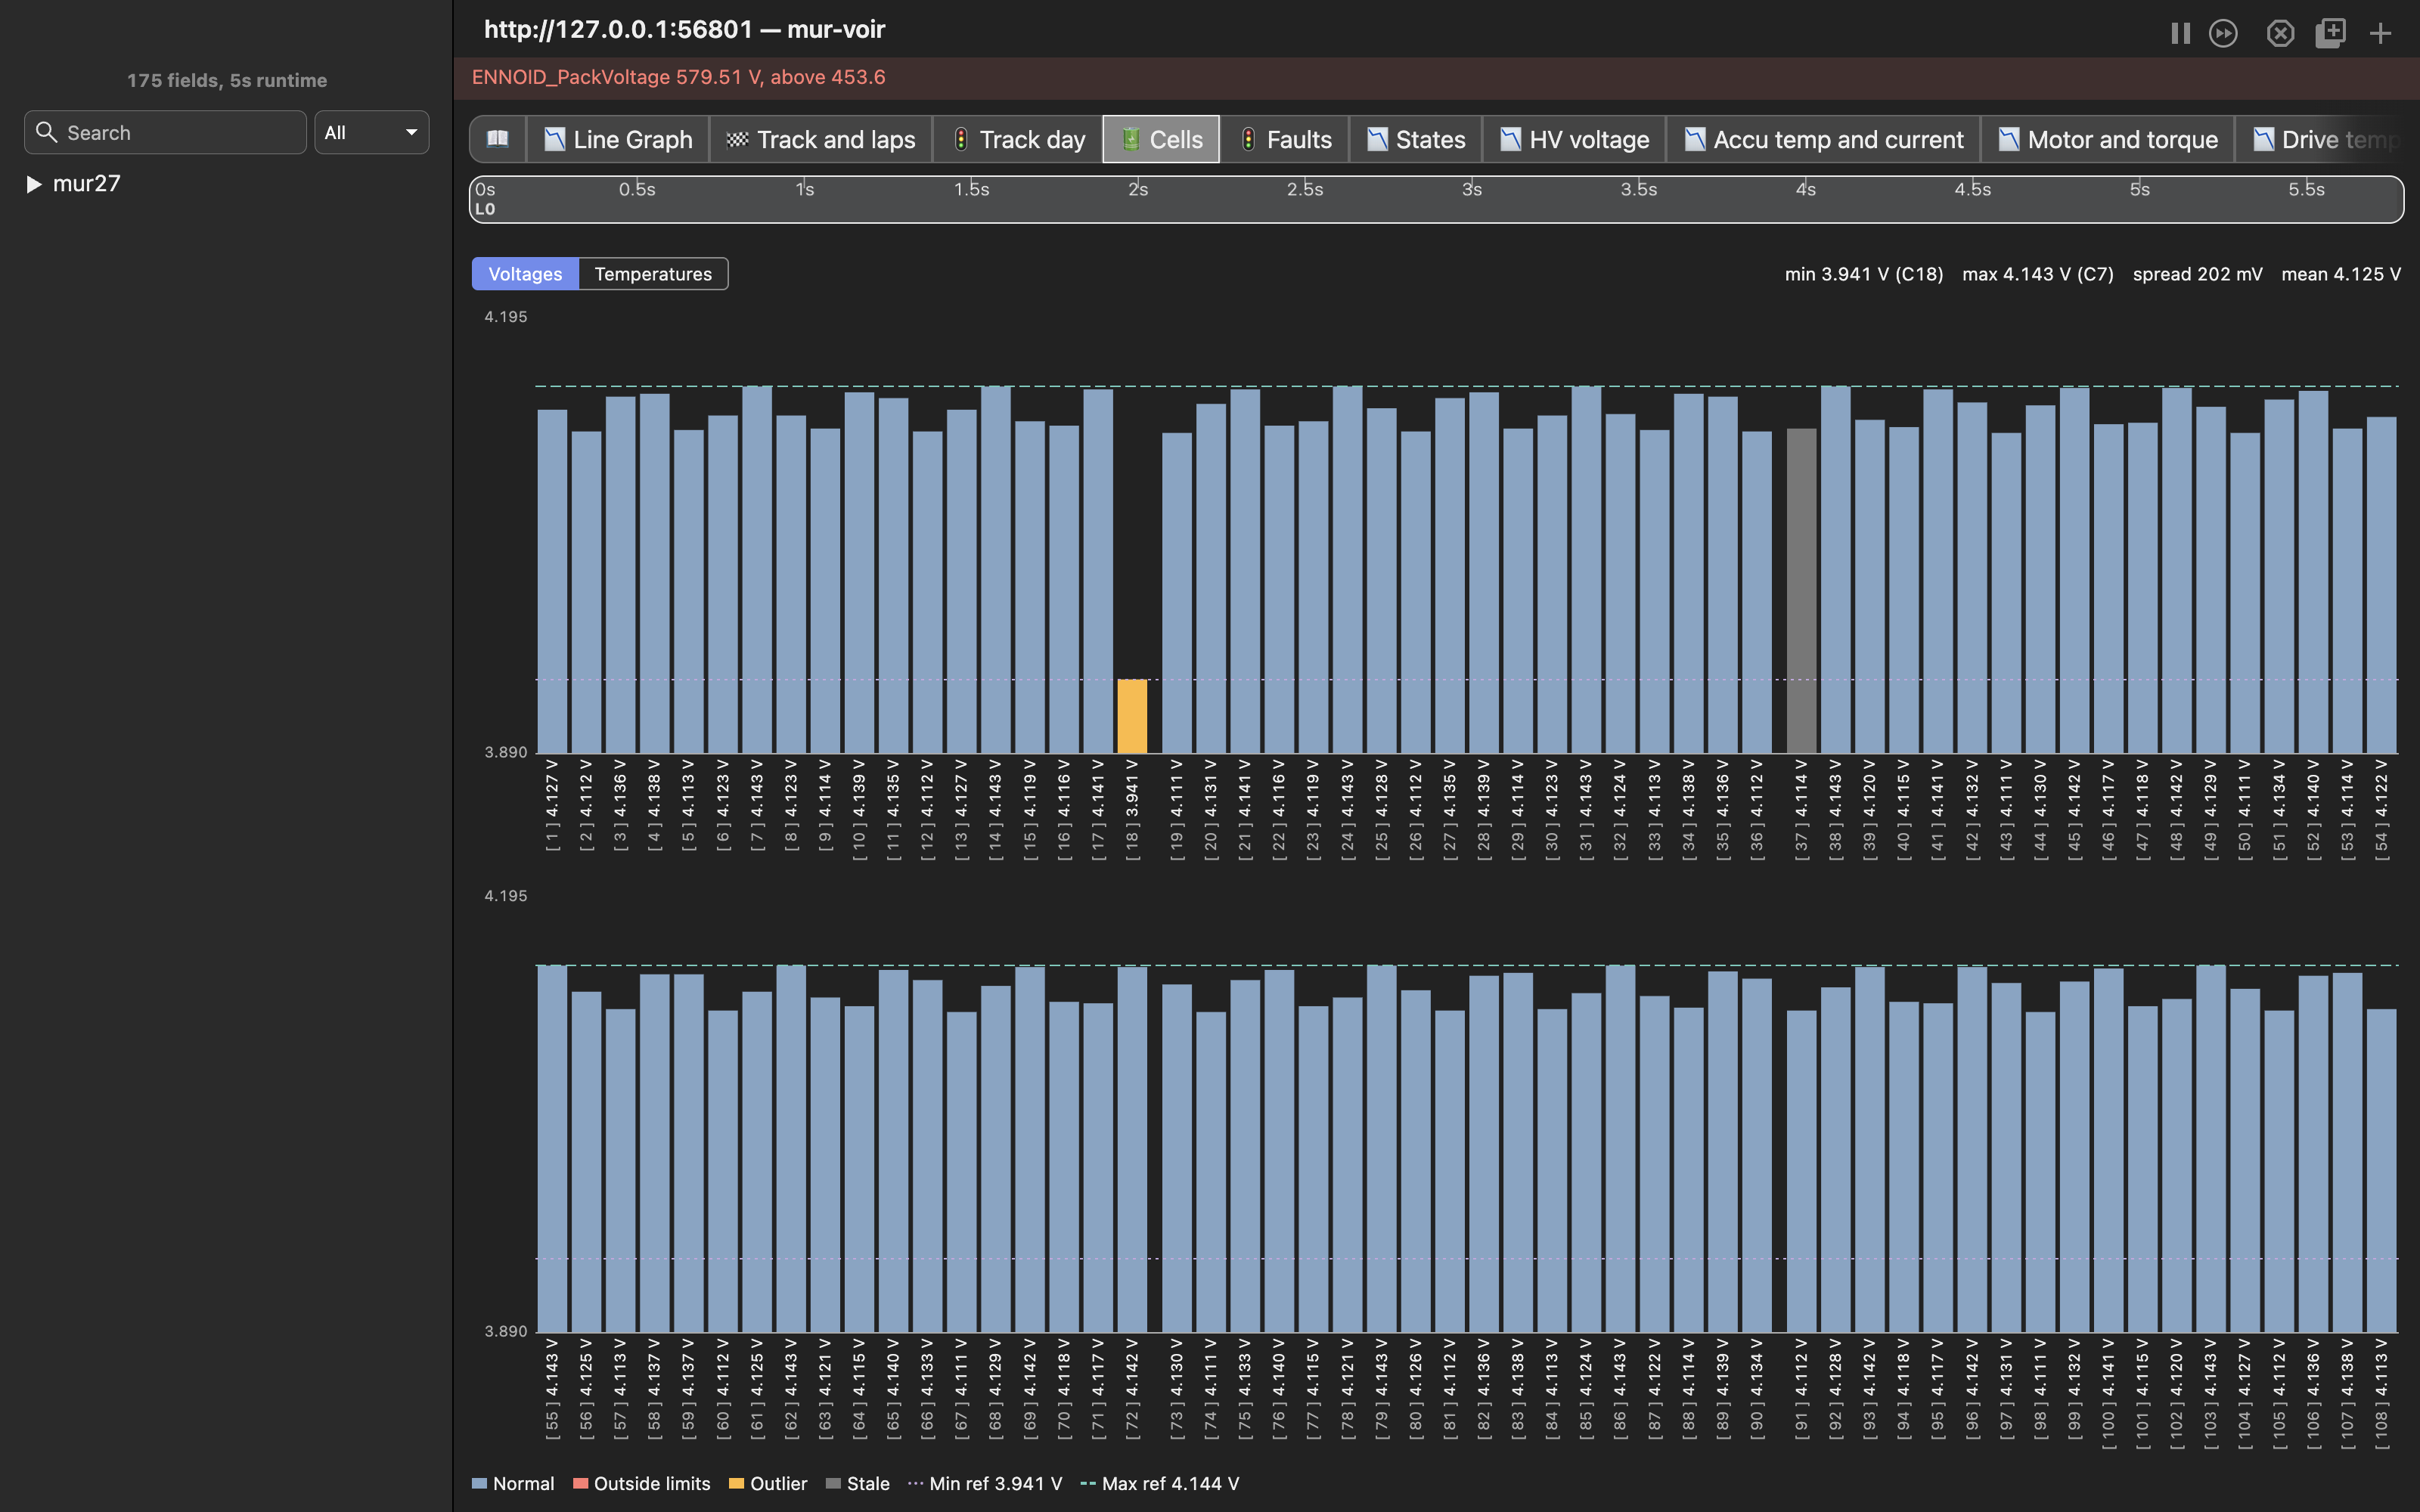 http://127.0.0.1:56801 — mur-voir
175 fields, 5s runtime
Search
All
mur27
ENNOID_PackVoltage 579.51 V, above 453.6
Line Graph Track and laps Track day Cells Faults States HV voltage Accu temp and current Motor and torque Drive temp
0s 0.5s 1s 1.5s 2s 2.5s 3s 3.5s 4s 4.5s 5s 5.5s
L0
Voltages Temperatures min 3.941 V (C18) max 4.143 V (C7) spread 202 mV mean 4.125 V
4.195
3.890
[ 1 ] 4.127 V
[ 2 ] 4.112 V
[ 3 ] 4.136 V
[ 4 ] 4.138 V
[ 5 ] 4.113 V
[ 6 ] 4.123 V
[ 7 ] 4.143 V
[ 8 ] 4.123 V
[ 9 ] 4.114 V
[ 10 ] 4.139 V
[ 11 ] 4.135 V
[ 12 ] 4.112 V
[ 13 ] 4.127 V
[ 14 ] 4.143 V
[ 15 ] 4.119 V
[ 16 ] 4.116 V
[ 17 ] 4.141 V
[ 18 ] 3.941 V
[ 19 ] 4.111 V
[ 20 ] 4.131 V
[ 21 ] 4.141 V
[ 22 ] 4.116 V
[ 23 ] 4.119 V
[ 24 ] 4.143 V
[ 25 ] 4.128 V
[ 26 ] 4.112 V
[ 27 ] 4.135 V
[ 28 ] 4.139 V
[ 29 ] 4.114 V
[ 30 ] 4.123 V
[ 31 ] 4.143 V
[ 32 ] 4.124 V
[ 33 ] 4.113 V
[ 34 ] 4.138 V
[ 35 ] 4.136 V
[ 36 ] 4.112 V
[ 37 ] 4.114 V
[ 38 ] 4.143 V
[ 39 ] 4.120 V
[ 40 ] 4.115 V
[ 41 ] 4.141 V
[ 42 ] 4.132 V
[ 43 ] 4.111 V
[ 44 ] 4.130 V
[ 45 ] 4.142 V
[ 46 ] 4.117 V
[ 47 ] 4.118 V
[ 48 ] 4.142 V
[ 49 ] 4.129 V
[ 50 ] 4.111 V
[ 51 ] 4.134 V
[ 52 ] 4.140 V
[ 53 ] 4.114 V
[ 54 ] 4.122 V
4.195
3.890
[ 55 ] 4.143 V
[ 56 ] 4.125 V
[ 57 ] 4.113 V
[ 58 ] 4.137 V
[ 59 ] 4.137 V
[ 60 ] 4.112 V
[ 61 ] 4.125 V
[ 62 ] 4.143 V
[ 63 ] 4.121 V
[ 64 ] 4.115 V
[ 65 ] 4.140 V
[ 66 ] 4.133 V
[ 67 ] 4.111 V
[ 68 ] 4.129 V
[ 69 ] 4.142 V
[ 70 ] 4.118 V
[ 71 ] 4.117 V
[ 72 ] 4.142 V
[ 73 ] 4.130 V
[ 74 ] 4.111 V
[ 75 ] 4.133 V
[ 76 ] 4.140 V
[ 77 ] 4.115 V
[ 78 ] 4.121 V
[ 79 ] 4.143 V
[ 80 ] 4.126 V
[ 81 ] 4.112 V
[ 82 ] 4.136 V
[ 83 ] 4.138 V
[ 84 ] 4.113 V
[ 85 ] 4.124 V
[ 86 ] 4.143 V
[ 87 ] 4.122 V
[ 88 ] 4.114 V
[ 89 ] 4.139 V
[ 90 ] 4.134 V
[ 91 ] 4.112 V
[ 92 ] 4.128 V
[ 93 ] 4.142 V
[ 94 ] 4.118 V
[ 95 ] 4.117 V
[ 96 ] 4.142 V
[ 97 ] 4.131 V
[ 98 ] 4.111 V
[ 99 ] 4.132 V
[ 100 ] 4.141 V
[ 101 ] 4.115 V
[ 102 ] 4.120 V
[ 103 ] 4.143 V
[ 104 ] 4.127 V
[ 105 ] 4.112 V
[ 106 ] 4.136 V
[ 107 ] 4.138 V
[ 108 ] 4.113 V
Normal Outside limits Outlier Stale Min ref 3.941 V Max ref 4.144 V